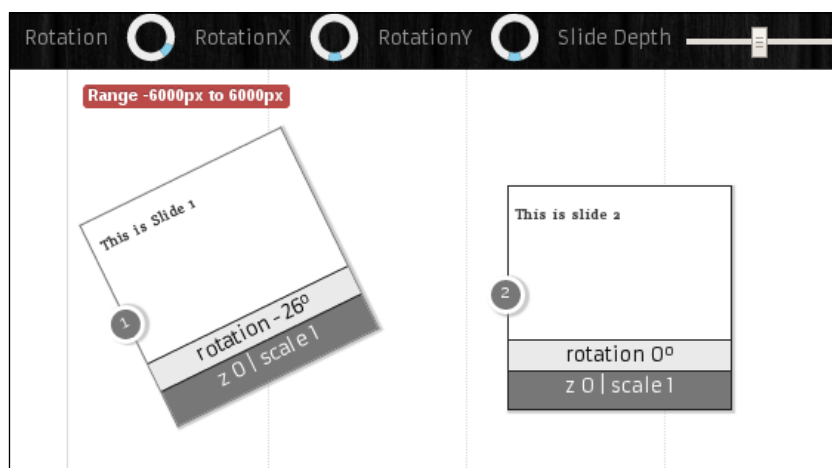 Rotation RotationX RotationY Slide Depth
Range -6000px to 6000px
This is Slide 1
1
rotation -26º
z 0 | scale 1
This is slide 2
2
rotation 0º
z 0 | scale 1